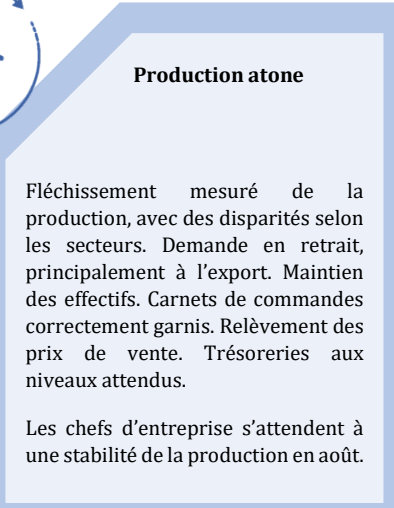 Production atone
Fléchissement mesuré de la
production, avec des disparités selon
les secteurs. Demande en retrait,
principalement à l’export. Maintien
des effectifs. Carnets de commandes
correctement garnis. Relèvement des
prix de vente. Trésoreries aux
niveaux attendus.
Les chefs d’entreprise s’attendent à
une stabilité de la production en août.